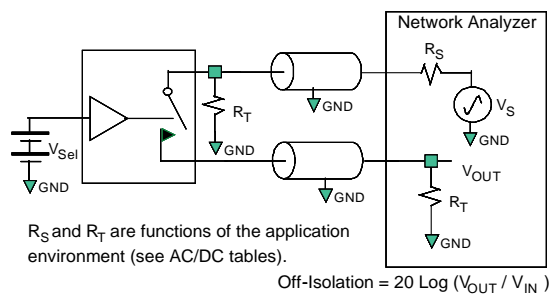 Network Analyzer
R_S
GND
V_S
GND
R_T
GND
V_Sel
GND
GND
V_OUT
R_T
GND
R_S and R_T are functions of the application
environment (see AC/DC tables).
Off-Isolation = 20 Log (V_OUT / V_IN )